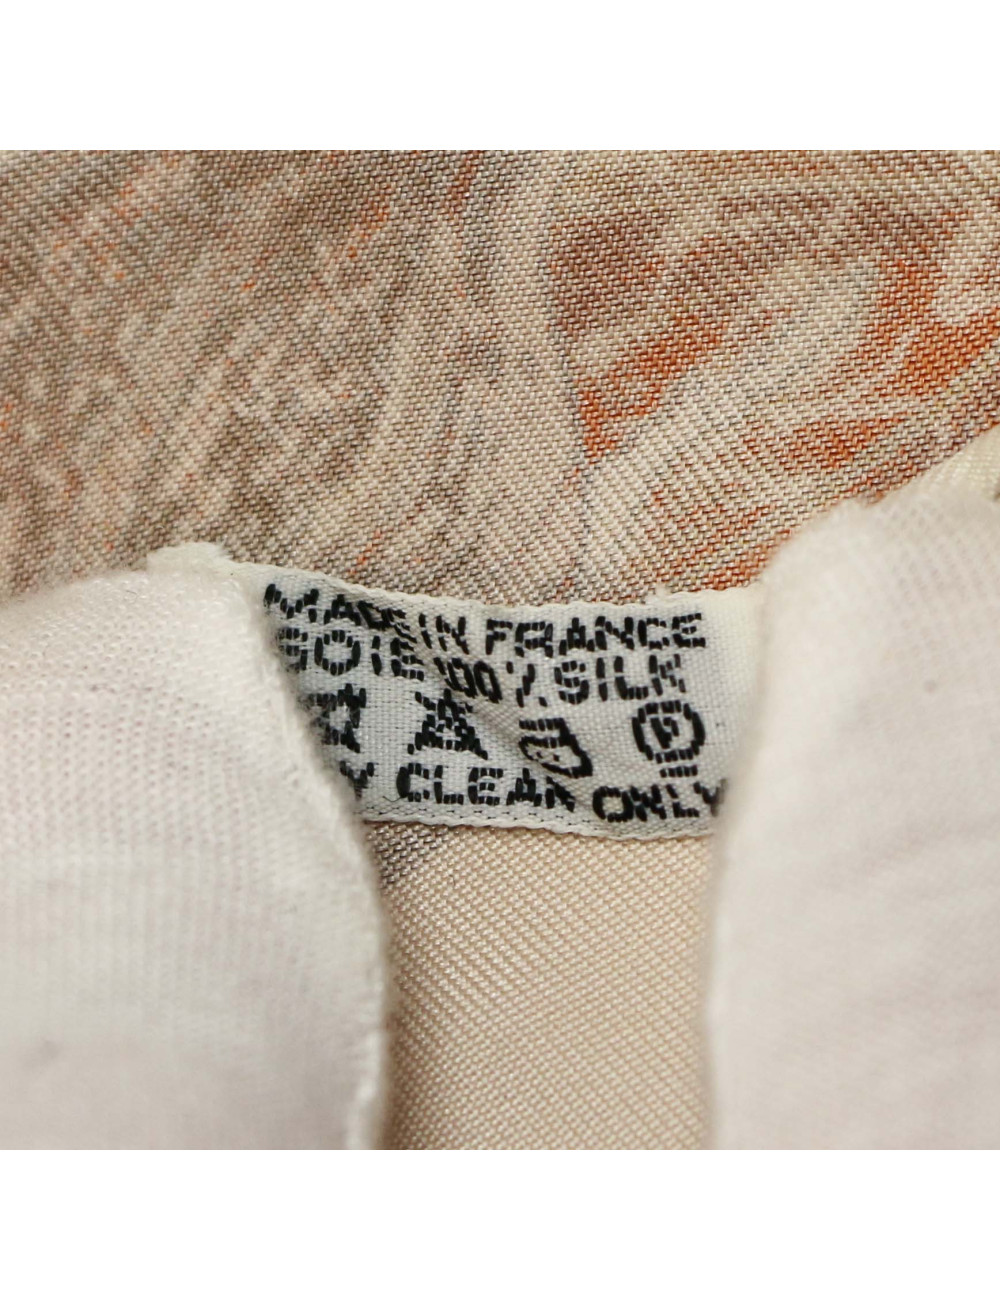 MADE IN FRANCE
SOIE 100 % SILK
P
Y CLEAN ONLY